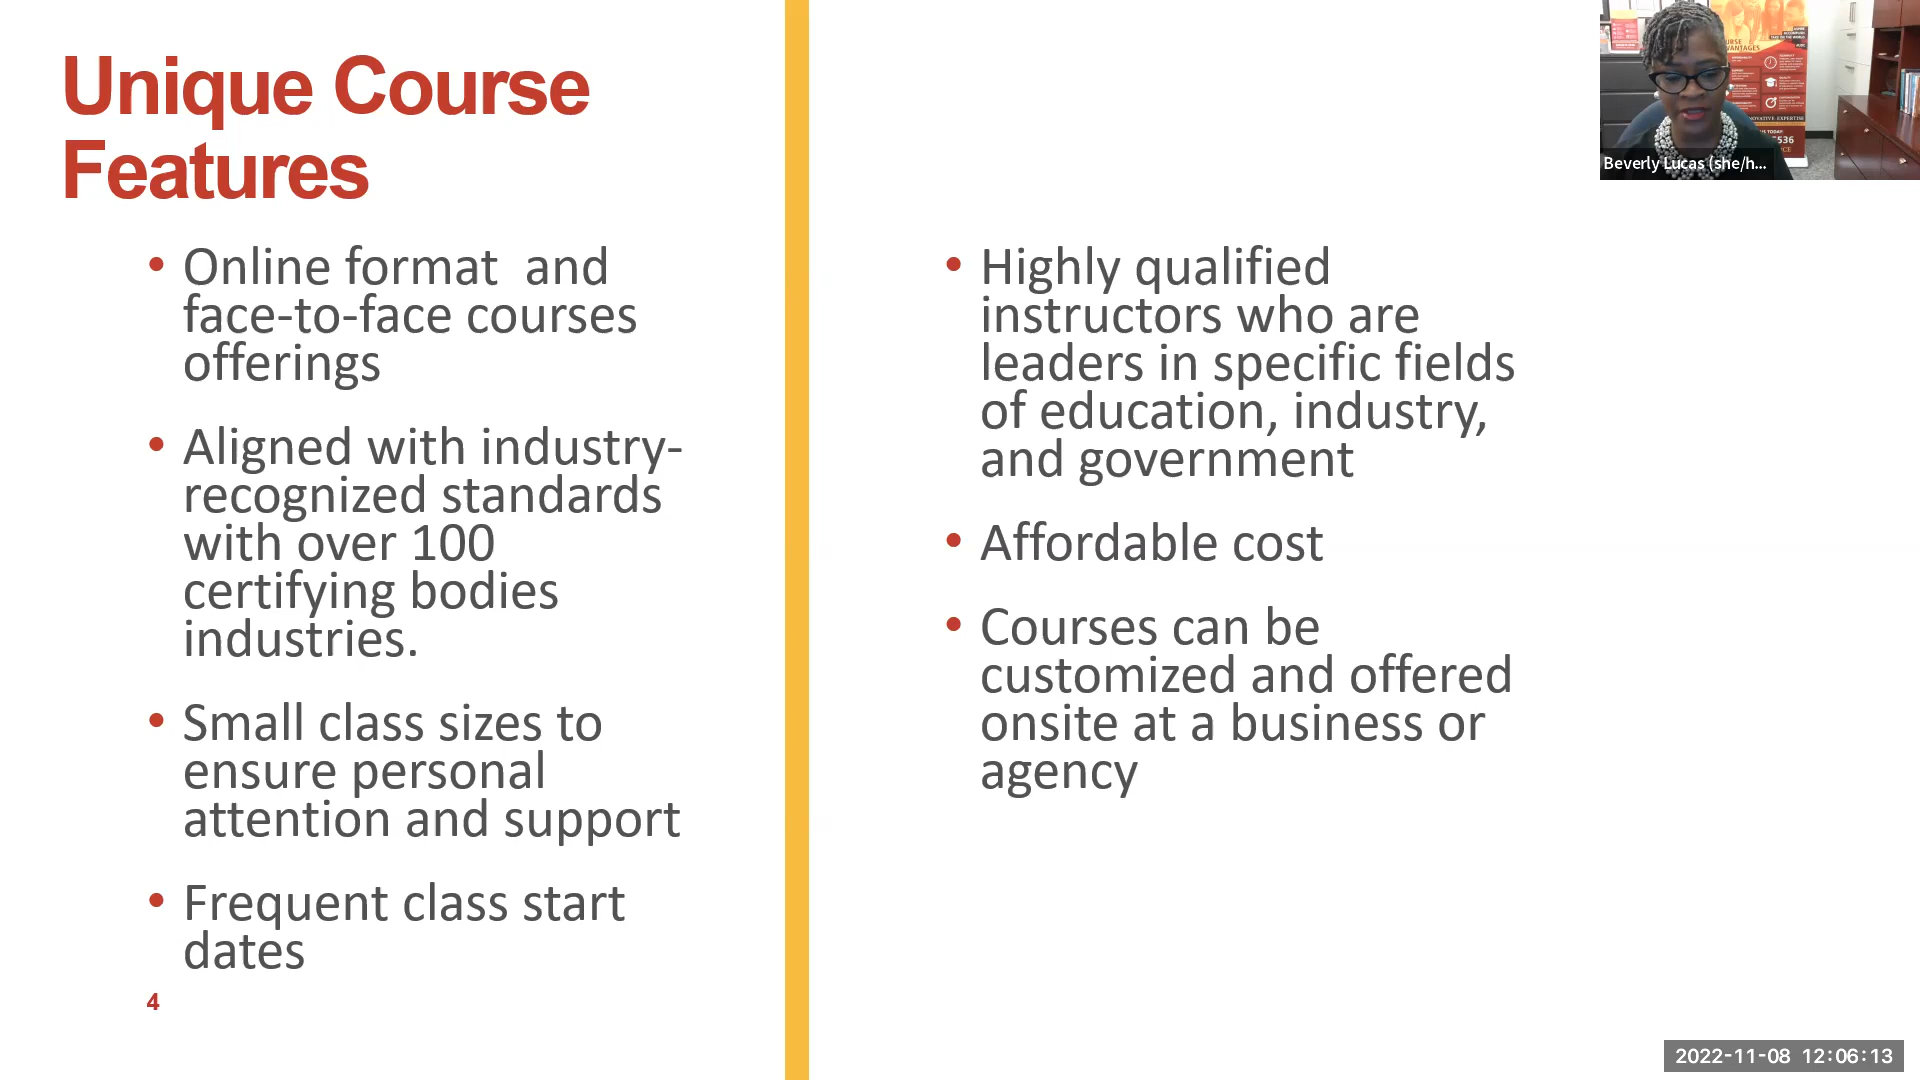 Unique Course
Features
• Online format  and
face-to-face courses
offerings
• Aligned with industry-
recognized standards
with over 100
certifying bodies
industries.
• Small class sizes to
ensure personal
attention and support
• Frequent class start
dates
4
• Highly qualified
instructors who are
leaders in specific fields
of education, industry,
and government
• Affordable cost
• Courses can be
customized and offered
onsite at a business or
agency
Beverly Lucas (she/h...
2022-11-08 12:06:13